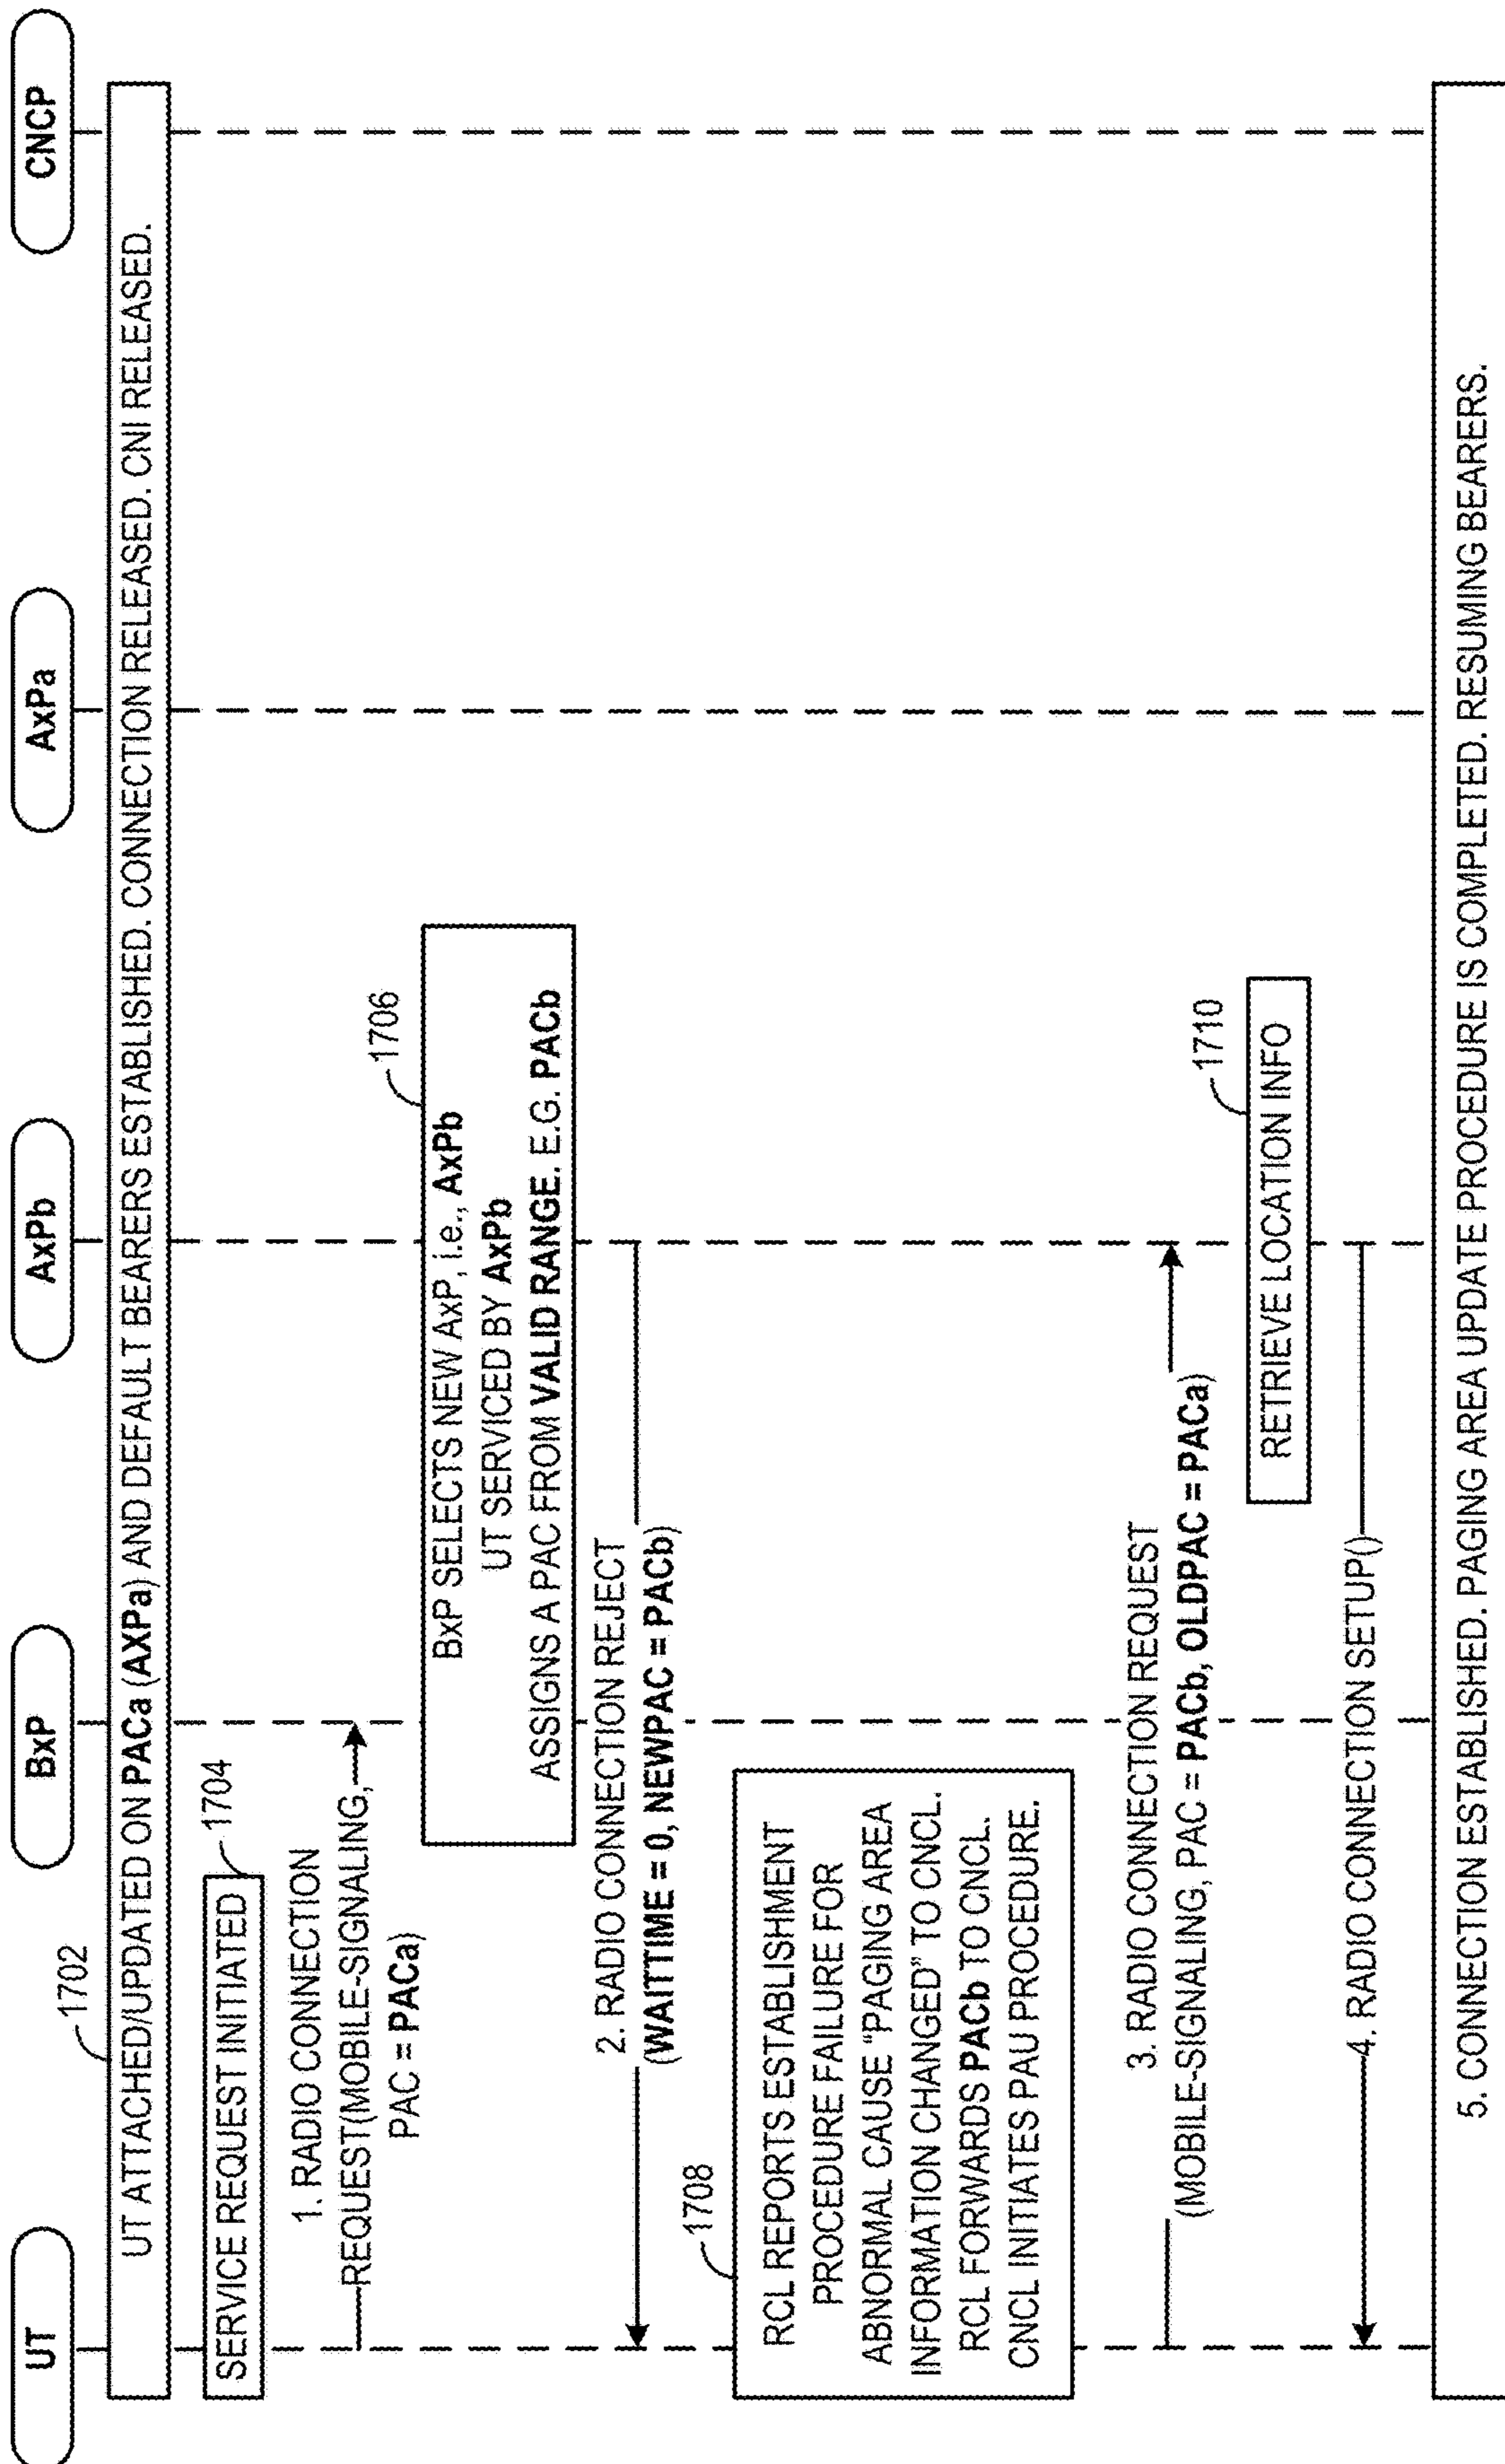 UT
BxP
AxPb
AxPa
CNCP
1702
UT ATTACHED/UPDATED ON PACa (AXPa) AND DEFAULT BEARERS ESTABLISHED. CONNECTION RELEASED. CNI RELEASED.
SERVICE REQUEST INITIATED
1704
1. RADIO CONNECTION
REQUEST(MOBILE-SIGNALING,
PAC = PACa)
1706
BxP SELECTS NEW AxP, i.e., AxPb
UT SERVICED BY AxPb
ASSIGNS A PAC FROM VALID RANGE. E.G. PACb
2. RADIO CONNECTION REJECT
(WAITTIME = 0, NEWPAC = PACb)
1708
RCL REPORTS ESTABLISHMENT
PROCEDURE FAILURE FOR
ABNORMAL CAUSE "PAGING AREA
INFORMATION CHANGED" TO CNCL.
RCL FORWARDS PACb TO CNCL.
CNCL INITIATES PAU PROCEDURE.
3. RADIO CONNECTION REQUEST
(MOBILE-SIGNALING, PAC = PACb, OLDPAC = PACa)
1710
RETRIEVE LOCATION INFO
4. RADIO CONNECTION SETUP()
5. CONNECTION ESTABLISHED. PAGING AREA UPDATE PROCEDURE IS COMPLETED. RESUMING BEARERS.